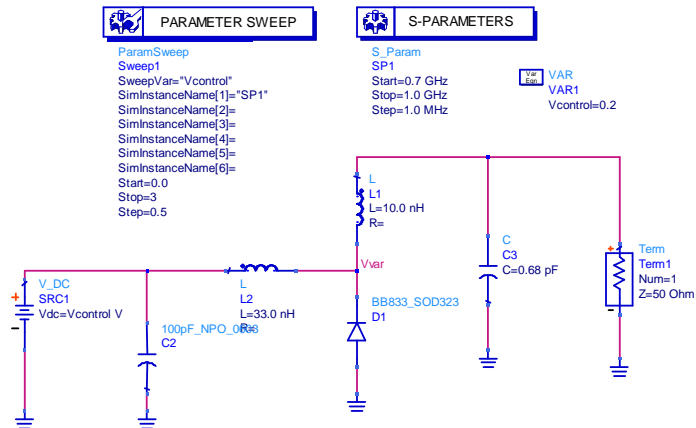 PARAMETER SWEEP
ParamSweep
Sweep1
SweepVar="Vcontrol"
SimInstanceName[1]="SP1"
SimInstanceName[2]=
SimInstanceName[3]=
SimInstanceName[4]=
SimInstanceName[5]=
SimInstanceName[6]=
Start=0.0
Stop=3
Step=0.5
S-PARAMETERS
S_Param
SP1
Start=0.7 GHz
Stop=1.0 GHz
Step=1.0 MHz
Var
Eqn
VAR
VAR1
Vcontrol=0.2
L
L1
L=10.0 nH
R=
C
C3
C=0.68 pF
Term
Term1
Num=1
Z=50 Ohm
Vvar
V_DC
SRC1
Vdc=Vcontrol V
L
L2
L=33.0 nH
R=
100pF_NPO_0603
C2
BB833_SOD323
D1